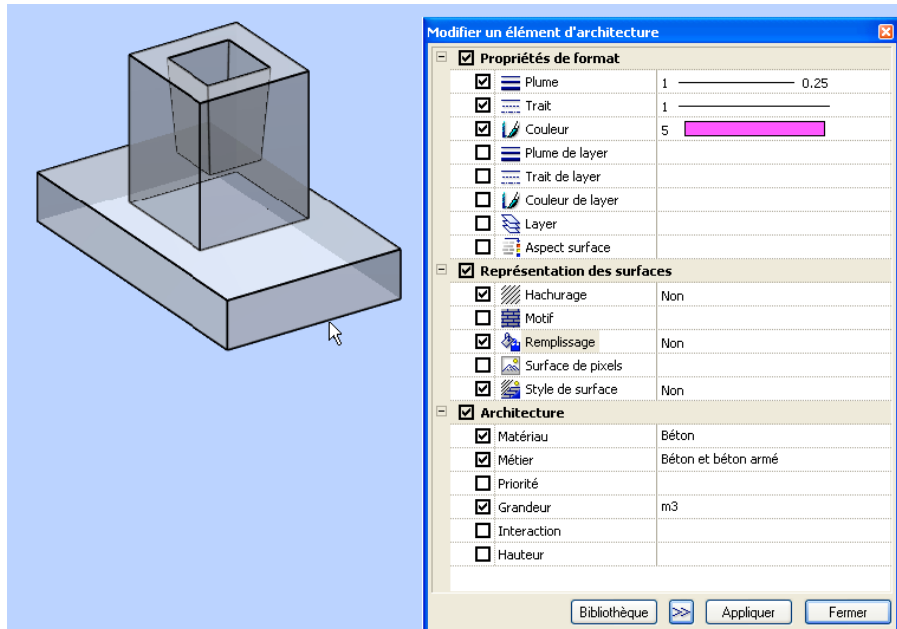 Modifier un élément d'architecture
Propriétés de format
Plume 1 0.25
Trait 1
Couleur 5
Plume de layer
Trait de layer
Couleur de layer
Layer
Aspect surface
Représentation des surfaces
Hachurage Non
Motif
Remplissage Non
Surface de pixels
Style de surface Non
Architecture
Matériau Béton
Métier Béton et béton armé
Priorité
Grandeur m3
Interaction
Hauteur
Bibliothèque >> Appliquer Fermer